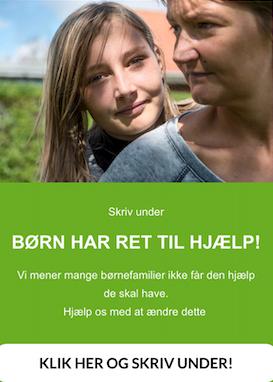 Skriv under
BØRN HAR RET TIL HJÆLP!
Vi mener mange børnefamilier ikke får den hjælp
de skal have.
Hjælp os med at ændre dette
KLIK HER OG SKRIV UNDER!